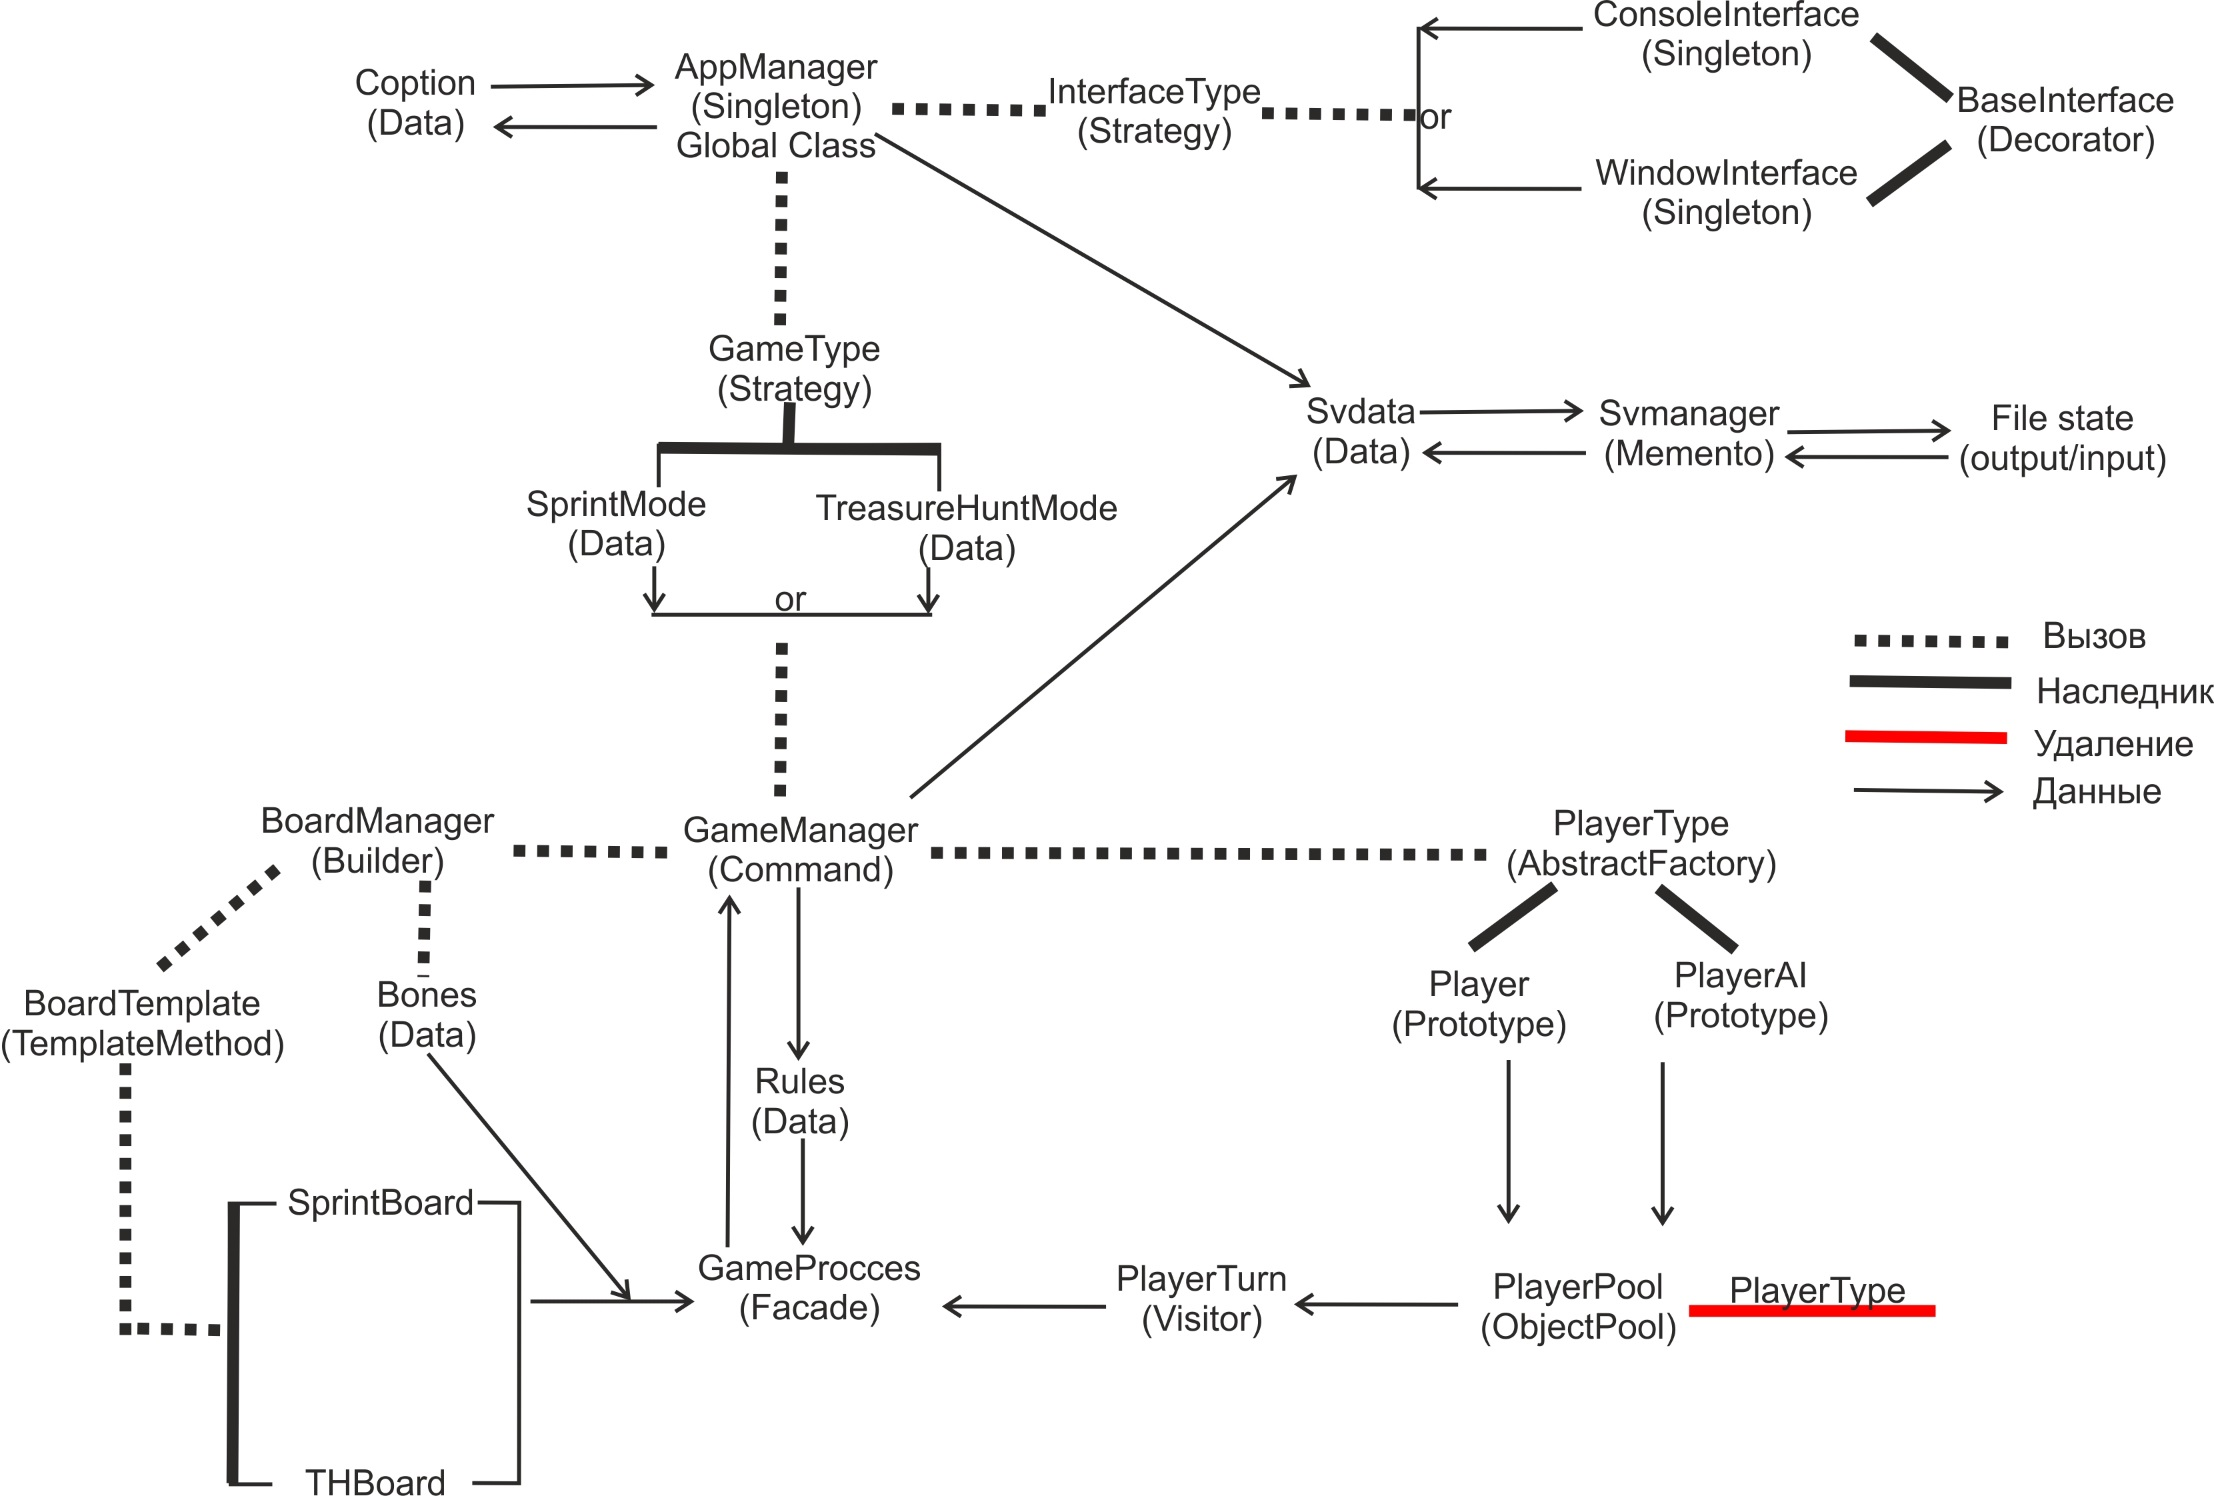 Coption
(Data)
AppManager
(Singleton)
Global Class
InterfaceType
(Strategy)
or
ConsoleInterface
(Singleton)
BaseInterface
(Decorator)
WindowInterface
(Singleton)
GameType
(Strategy)
SprintMode
(Data)
TreasureHuntMode
(Data)
or
Svdata
(Data)
Svmanager
(Memento)
File state
(output/input)
Вызов
Наследник
Удаление
Данные
BoardManager
(Builder)
GameManager
(Command)
PlayerType
(AbstractFactory)
BoardTemplate
(TemplateMethod)
Bones
(Data)
Rules
(Data)
Player
(Prototype)
PlayerAI
(Prototype)
SprintBoard
THBoard
GameProcces
(Facade)
PlayerTurn
(Visitor)
PlayerPool
(ObjectPool)
PlayerType